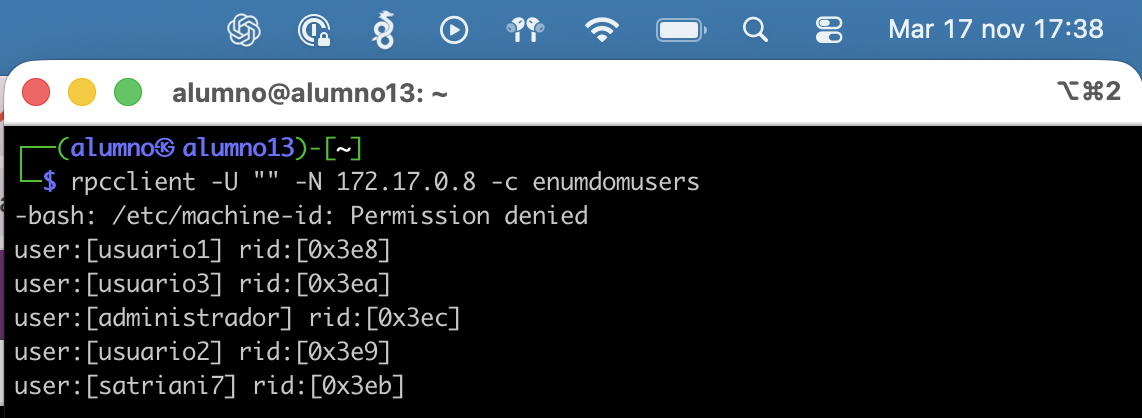 Mar 17 nov 17:38
alumno@alumno13: ~ ⌥⌘2
┌──(alumno㉿ alumno13)-[~]
└─$ rpcclient -U "" -N 172.17.0.8 -c enumdomusers
-bash: /etc/machine-id: Permission denied
user:[usuario1] rid:[0x3e8]
user:[usuario3] rid:[0x3ea]
user:[administrador] rid:[0x3ec]
user:[usuario2] rid:[0x3e9]
user:[satriani7] rid:[0x3eb]